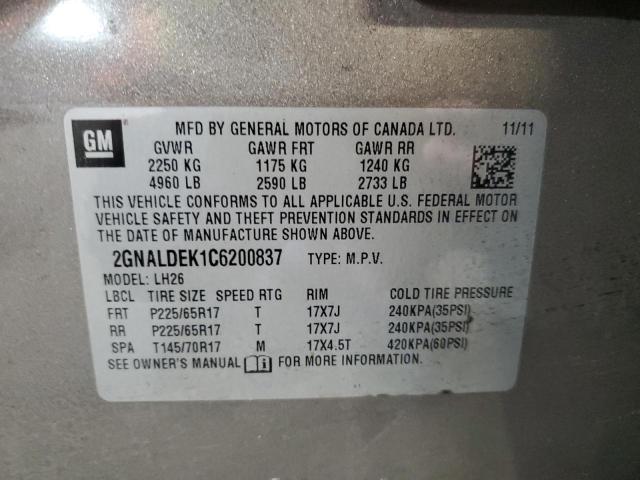 GM
MFD BY GENERAL MOTORS OF CANADA LTD. 11/11
GVWR GAWR FRT GAWR RR
2250 KG 1175 KG 1240 KG
4960 LB 2590 LB 2733 LB
THIS VEHICLE CONFORMS TO ALL APPLICABLE U.S. FEDERAL MOTOR
VEHICLE SAFETY AND THEFT PREVENTION STANDARDS IN EFFECT ON
THE DATE OF MANUFACTURE SHOWN ABOVE.
2GNALDEK1C6200837 TYPE: M.P.V.
MODEL: LH26
LBCL TIRE SIZE SPEED RTG RIM COLD TIRE PRESSURE
FRT P225/65R17 T 17X7J 240KPA(35PSI)
RR P225/65R17 T 17X7J 240KPA(35PSI)
SPA T145/70R17 M 17X4.5T 420KPA(60PSI)
SEE OWNER'S MANUAL FOR MORE INFORMATION.